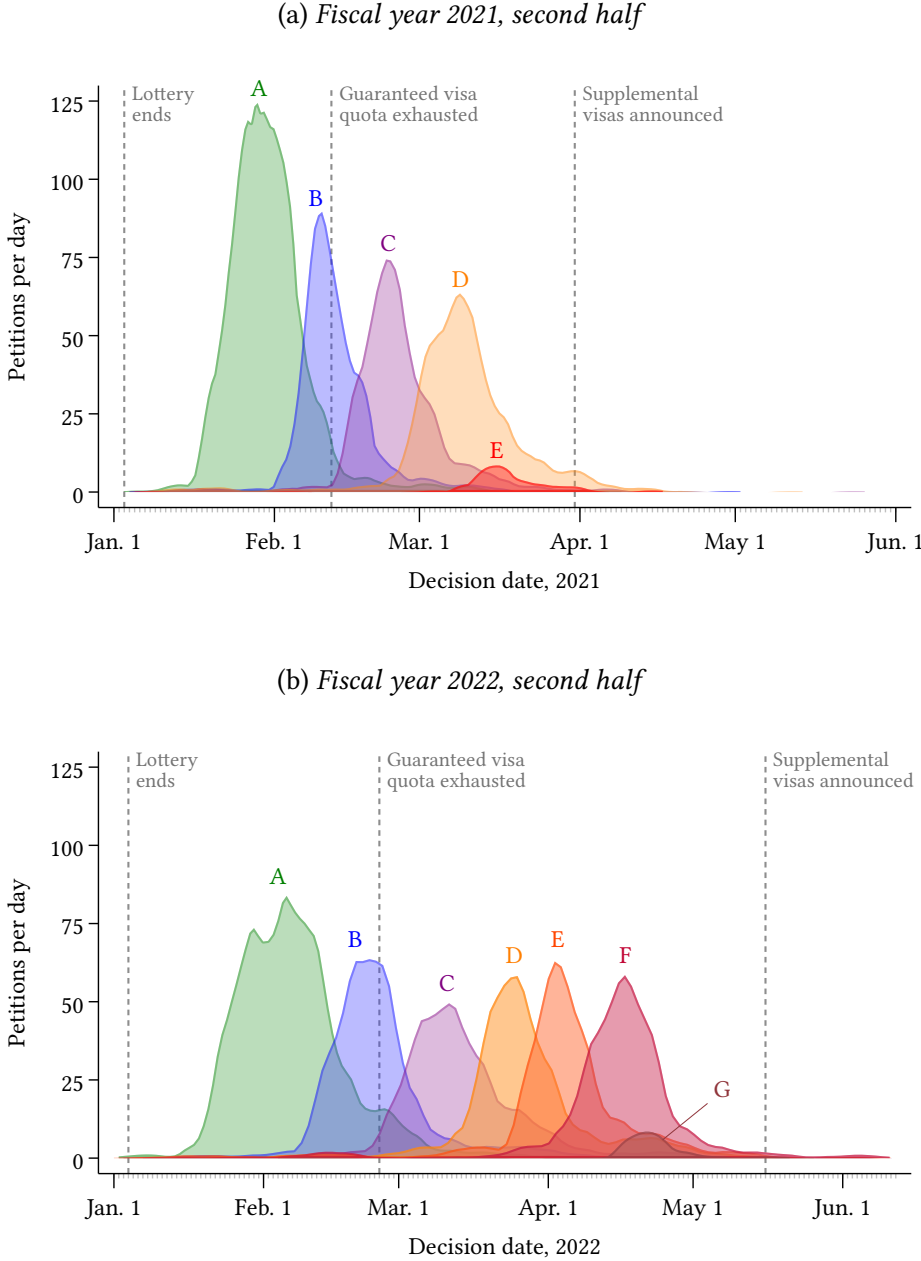 (a) Fiscal year 2021, second half
Lottery
ends
Guaranteed visa
quota exhausted
Supplemental
visas announced
A
B
C
D
E
Petitions per day
125
100
75
50
25
0
Jan. 1
Feb. 1
Mar. 1
Apr. 1
May 1
Jun. 1
Decision date, 2021
(b) Fiscal year 2022, second half
Lottery
ends
Guaranteed visa
quota exhausted
Supplemental
visas announced
A
B
C
D
E
F
G
Petitions per day
125
100
75
50
25
0
Jan. 1
Feb. 1
Mar. 1
Apr. 1
May 1
Jun. 1
Decision date, 2022